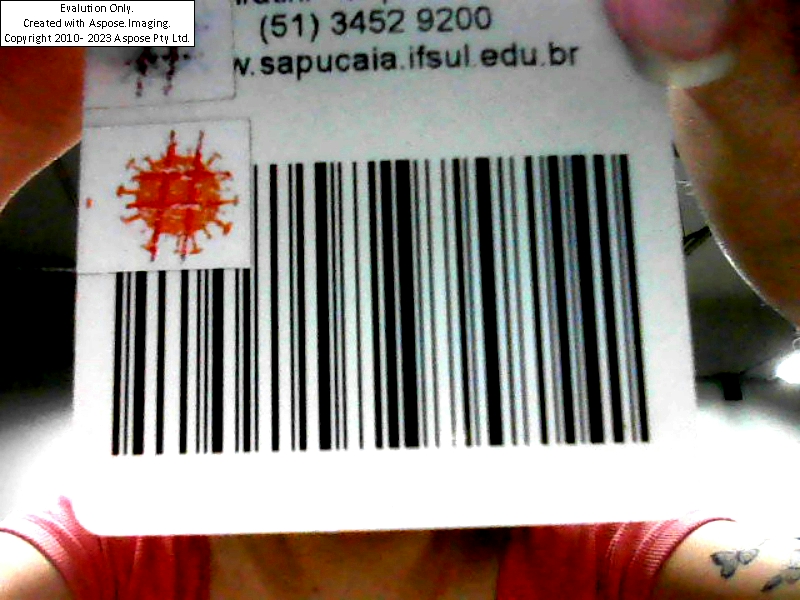 Evalution Only.
Created with Aspose.Imaging.
Copyright 2010- 2023 Aspose Pty Ltd.
(51) 3452 9200
w.sapucaia.ifsul.edu.br